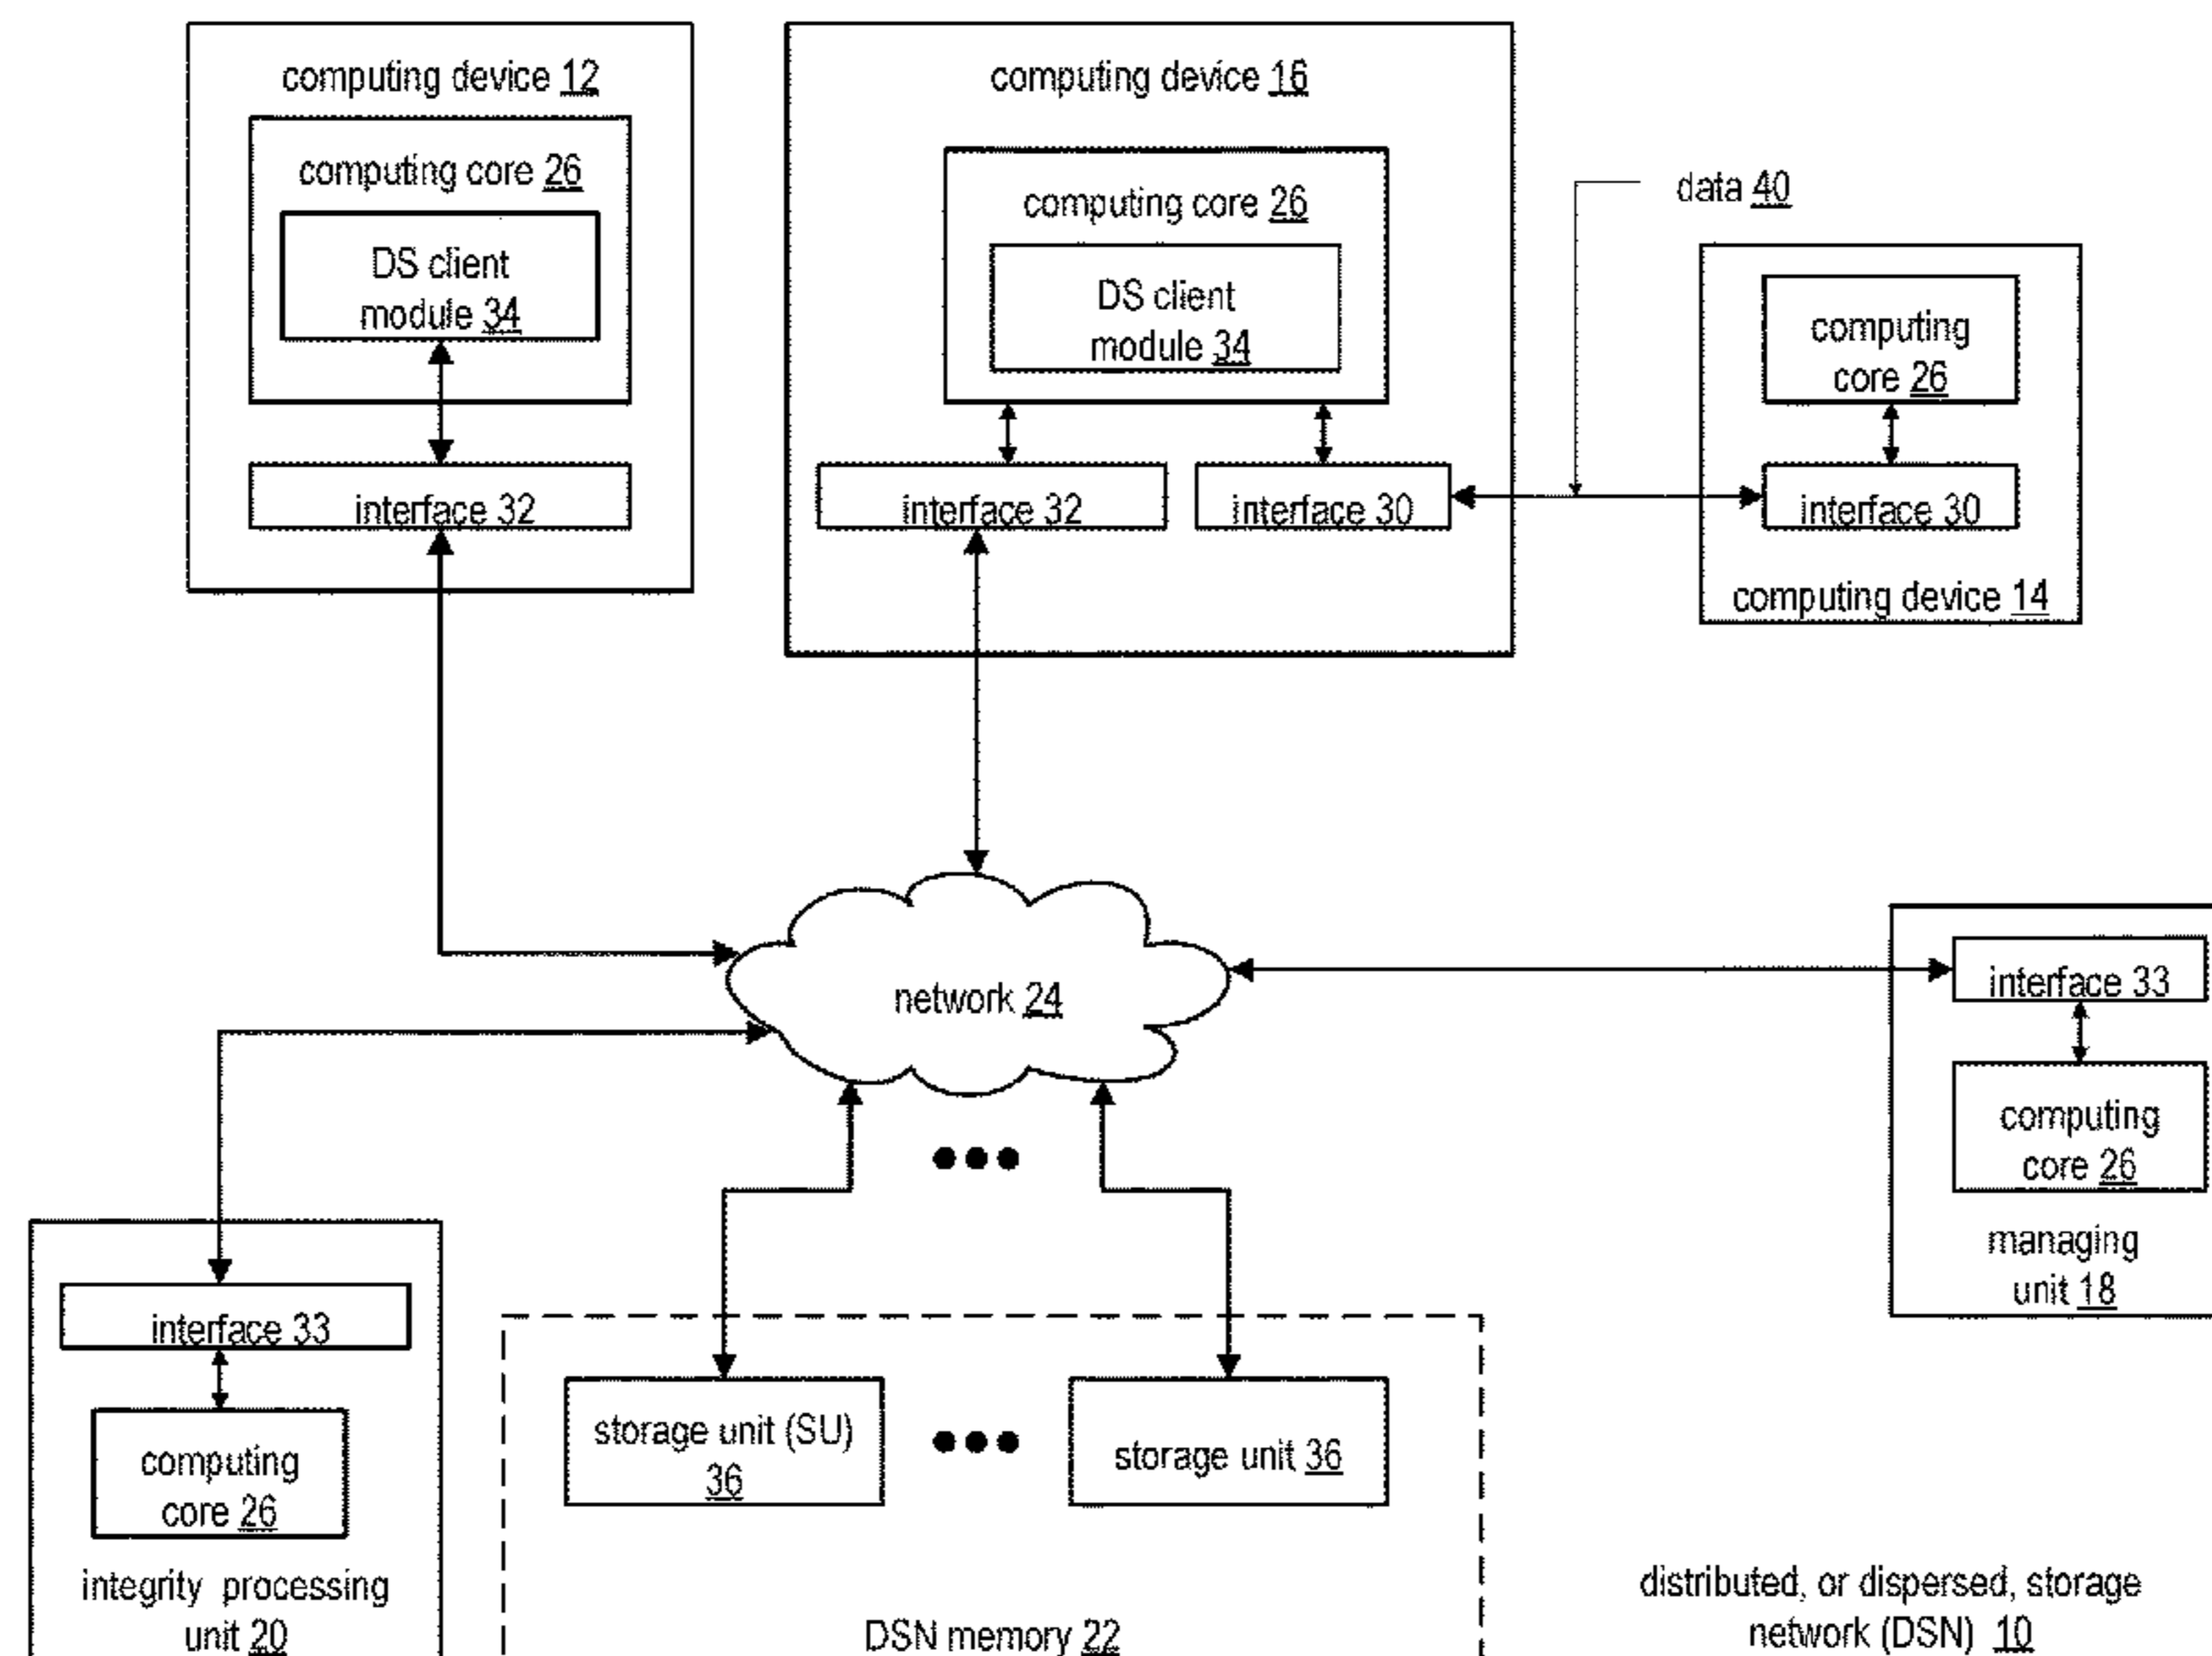 computing device 12
computing core 26
DS client
module 34
interface 32
computing device 16
computing core 26
DS client
module 34
interface 32
interface 30
data 40
computing
core 26
interface 30
computing device 14
network 24
interface 33
computing
core 26
managing
unit 18
interface 33
computing
core 26
integrity processing
unit 20
storage unit (SU)
36
storage unit 36
DSN memory 22
distributed, or dispersed, storage
network (DSN) 10